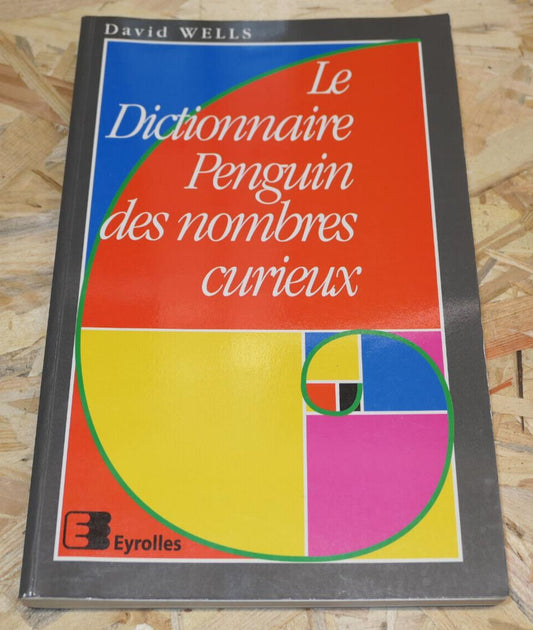 David WELLS
Le
Dictionnaire
Penguin
des nombres
curieux
Eyrolles